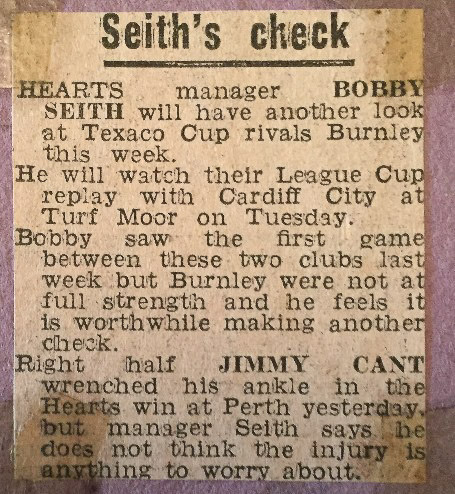 Seith's check
HEARTS manager BOBBY
SEITH will have another look
at Texaco Cup rivals Burnley
this week.
He will watch their League Cup
replay with Cardiff City at
Turf Moor on Tuesday.
Bobby saw the first game
between these two clubs last
week but Burnley were not at
full strength and he feels it
is worthwhile making another
check.
Right half JIMMY CANT
wrenched his ankle in the
Hearts win at Perth yesterday,
but manager Seith says he
does not think the injury is
anything to worry about.